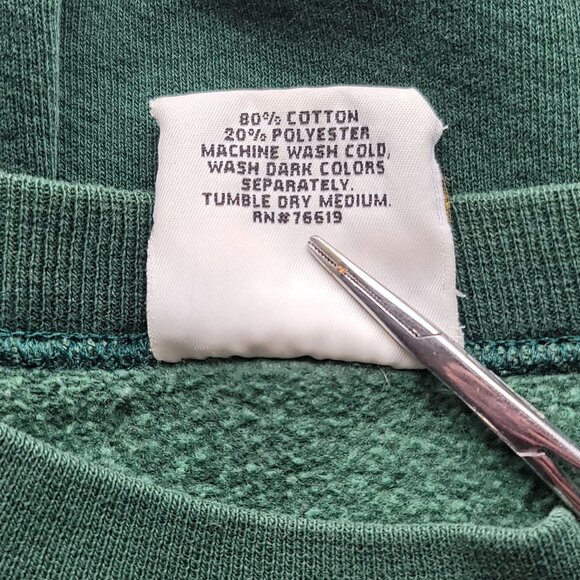 80% COTTON
20% POLYESTER
MACHINE WASH COLD,
WASH DARK COLORS
SEPARATELY.
TUMBLE DRY MEDIUM.
RN#76619